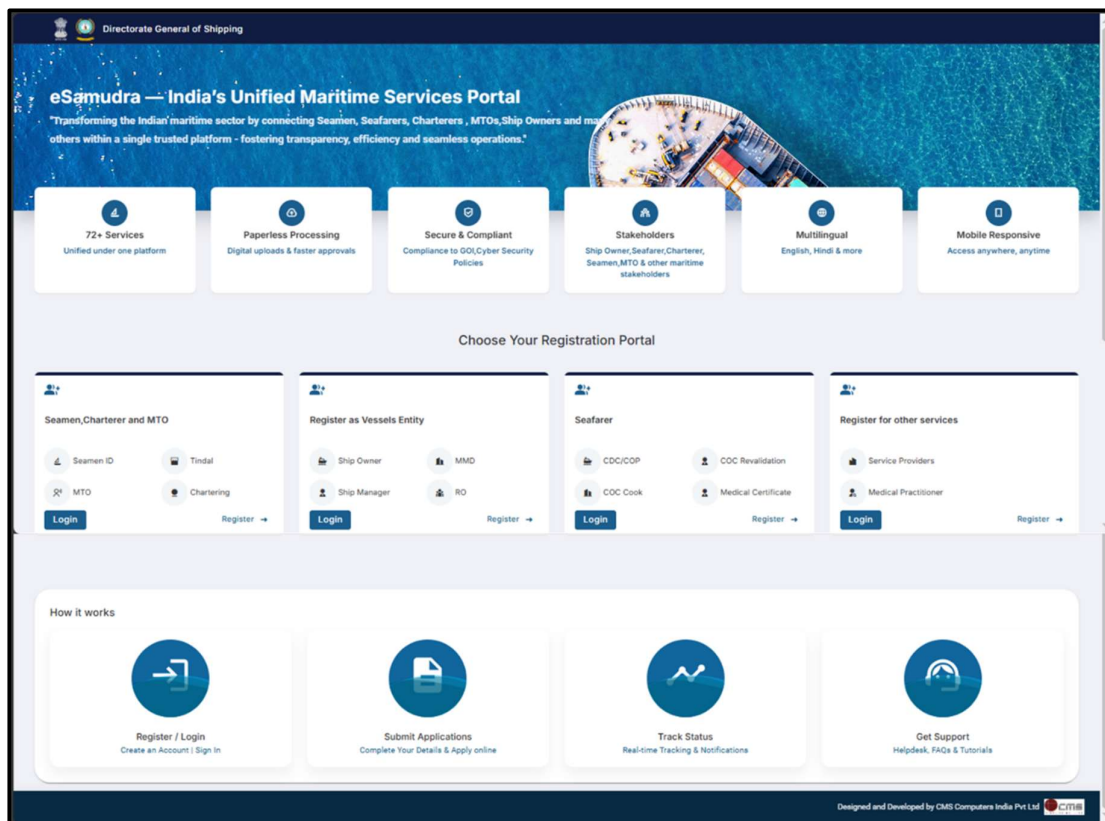 Directorate General of Shipping
eSamudra — India's Unified Maritime Services Portal
"Transforming the Indian maritime sector by connecting Seamen, Seafarers, Charterers , MTOs,Ship Owners and ma
others within a single trusted platform - fostering transparency, efficiency and seamless operations."
72+ Services
Unified under one platform
Paperless Processing
Digital uploads & faster approvals
Secure & Compliant
Compliance to GOI,Cyber Security
Policies
Stakeholders
Ship Owner,Seafarer,Charterer,
Seamen,MTO & other maritime
stakeholders
Multilingual
English, Hindi & more
Mobile Responsive
Access anywhere, anytime
Choose Your Registration Portal
Seamen,Charterer and MTO
Seamen ID
Tindal
MTO
Chartering
Login
Register →
Register as Vessels Entity
Ship Owner
MMD
Ship Manager
RO
Login
Register →
Seafarer
CDC/COP
COC Revalidation
COC Cook
Medical Certificate
Login
Register →
Register for other services
Service Providers
Medical Practitioner
Login
Register →
How it works
Register / Login
Create an Account | Sign In
Submit Applications
Complete Your Details & Apply online
Track Status
Real-time Tracking & Notifications
Get Support
Helpdesk, FAQs & Tutorials
Designed and Developed by CMS Computers India Pvt Ltd
CMS